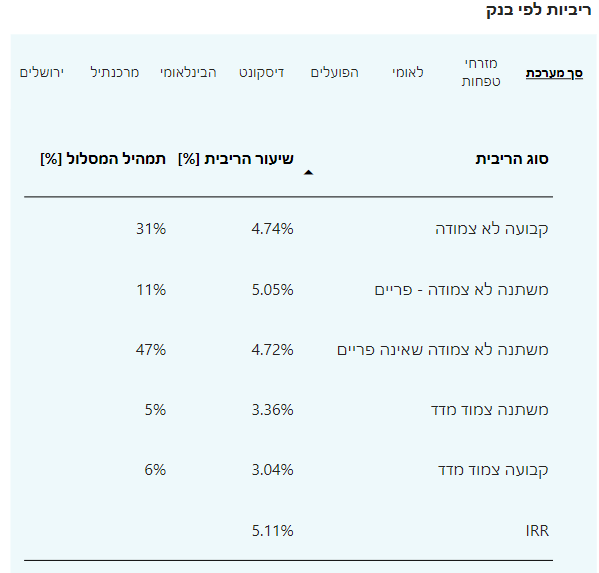 ריביות לפי בנק
סך מערכת
מזרחי
טפחות
לאומי
הפועלים
דיסקונט
הבינלאומי
מרכנתיל
ירושלים
סוג הריבית שיעור הריבית [%] תמהיל המסלול [%]
קבועה לא צמודה 4.74% 31%
משתנה לא צמודה - פריים 5.05% 11%
משתנה לא צמודה שאינה פריים 4.72% 47%
משתנה צמוד מדד 3.36% 5%
קבועה צמוד מדד 3.04% 6%
IRR 5.11%